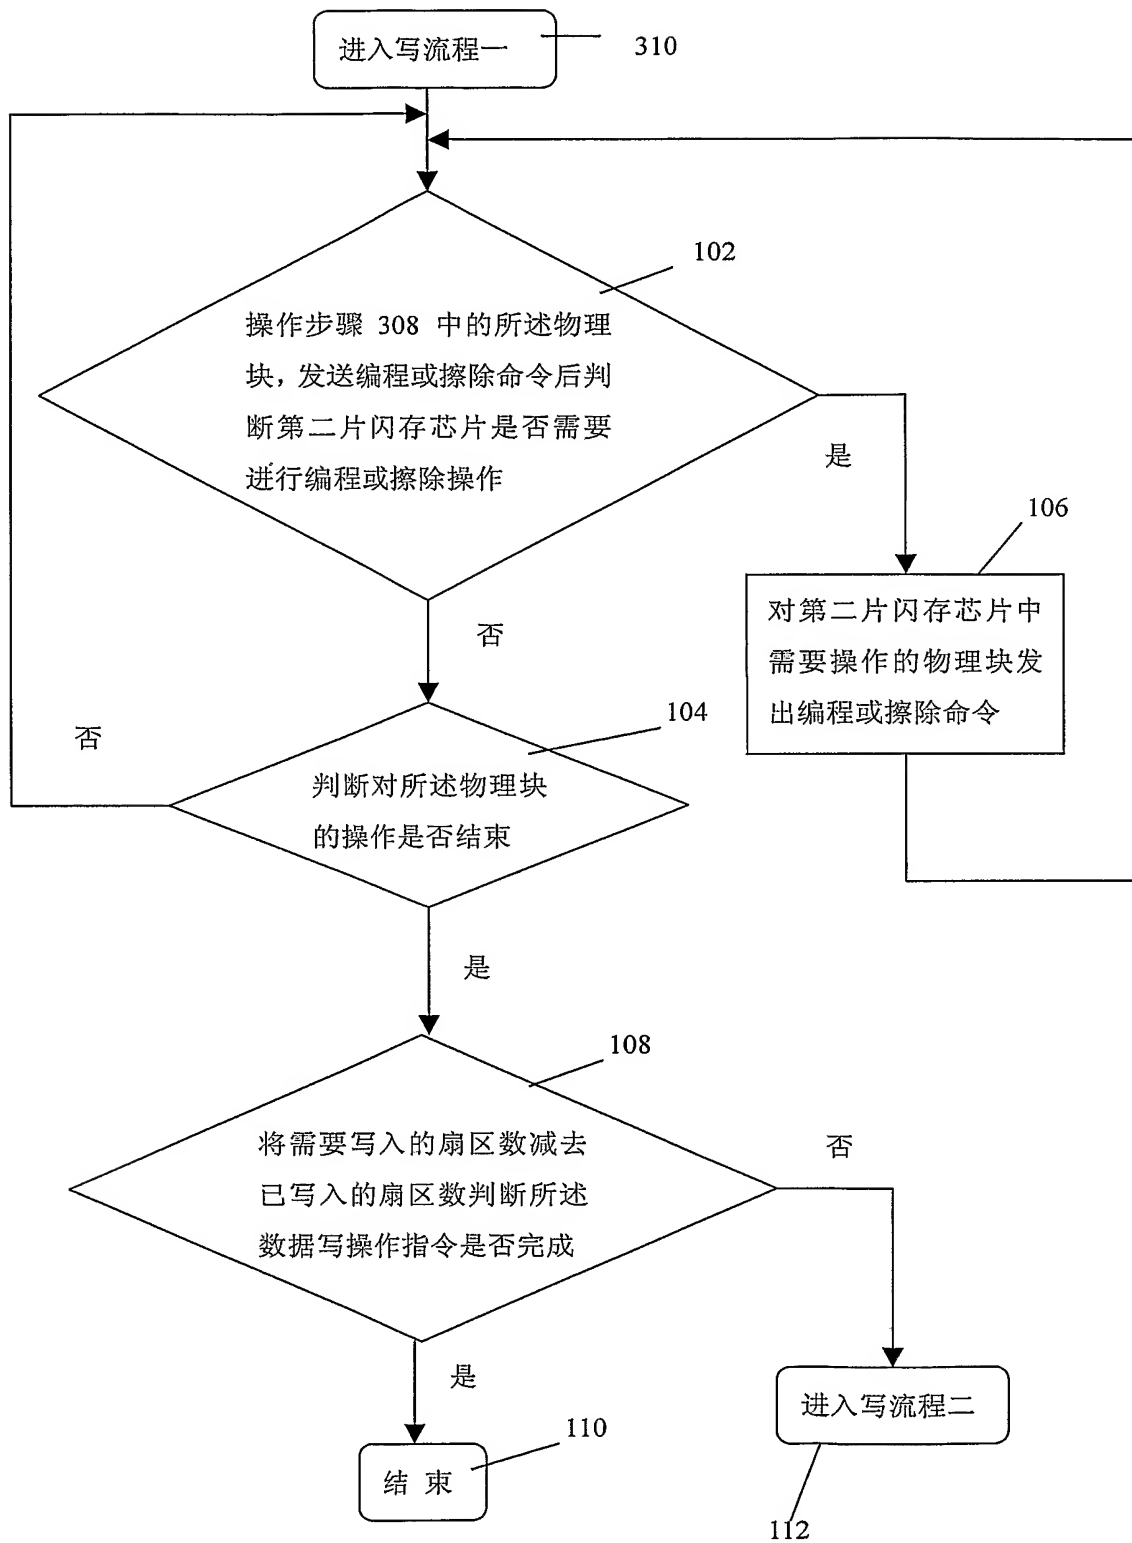 进入写流程一
310
102
操作步骤 308 中的所述物理
块，发送编程或擦除命令后判
断第二片闪存芯片是否需要
进行编程或擦除操作
是
106
对第二片闪存芯片中
需要操作的物理块发
出编程或擦除命令
否
104
否
判断对所述物理块
的操作是否结束
是
108
将需要写入的扇区数减去
已写入的扇区数判断所述
数据写操作指令是否完成
否
是
进入写流程二
110
结 束
112